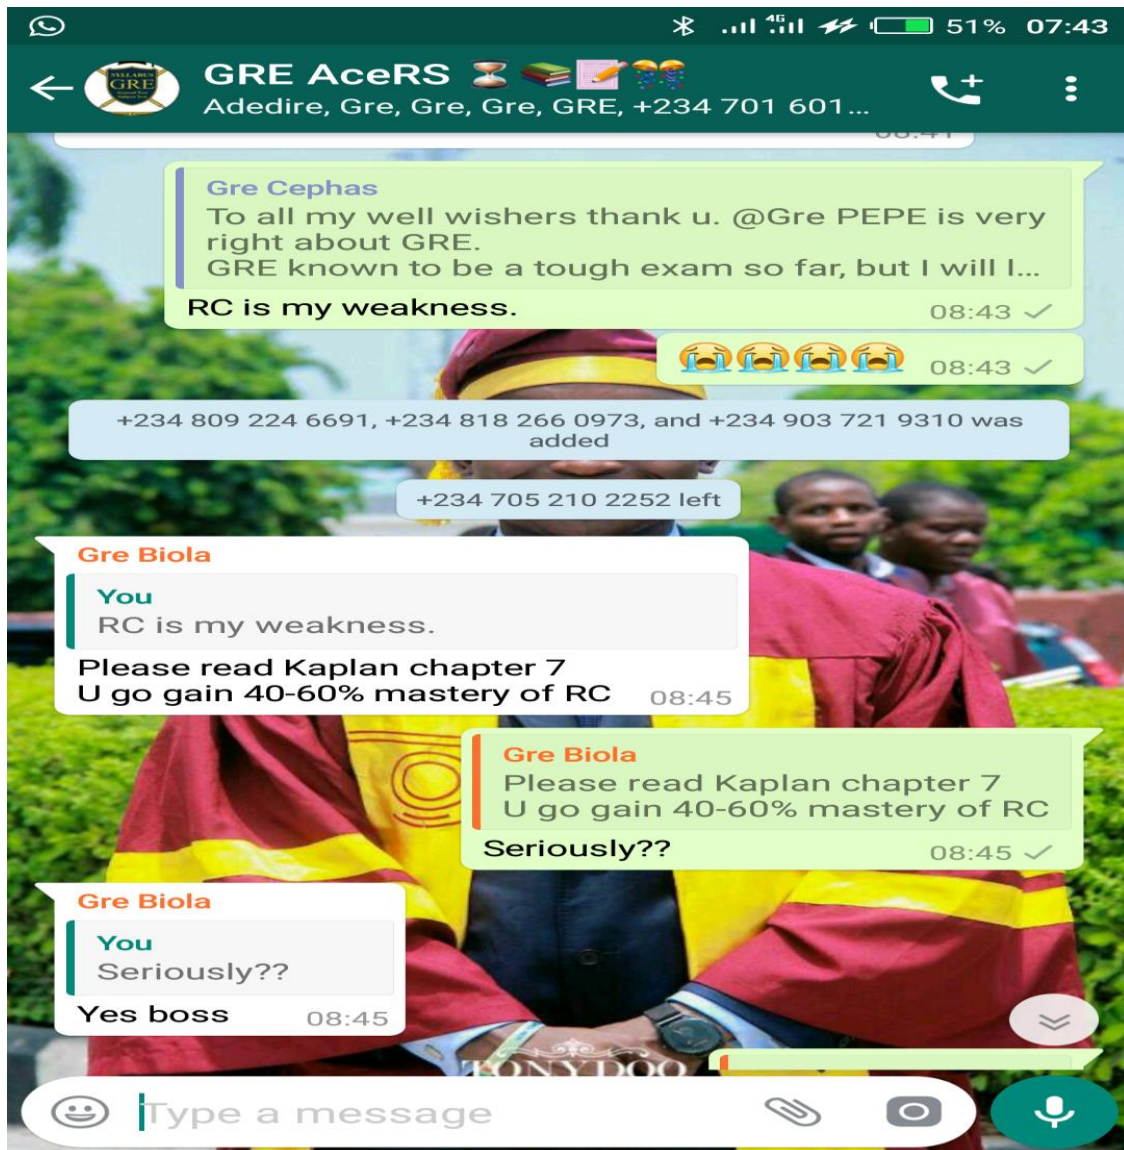 51% 07:43
GRE AceRS
Adedire, Gre, Gre, Gre, GRE, +234 701 601...
Gre Cephas
To all my well wishers thank u. @Gre PEPE is very
right about GRE.
GRE known to be a tough exam so far, but I will l...
RC is my weakness.
08:43
08:43
+234 809 224 6691, +234 818 266 0973, and +234 903 721 9310 was
added
+234 705 210 2252 left
Gre Biola
You
RC is my weakness.
Please read Kaplan chapter 7
U go gain 40-60% mastery of RC
08:45
Gre Biola
Please read Kaplan chapter 7
U go gain 40-60% mastery of RC
Seriously??
08:45
Gre Biola
You
Seriously??
Yes boss
08:45
TONYDOO
Type a message